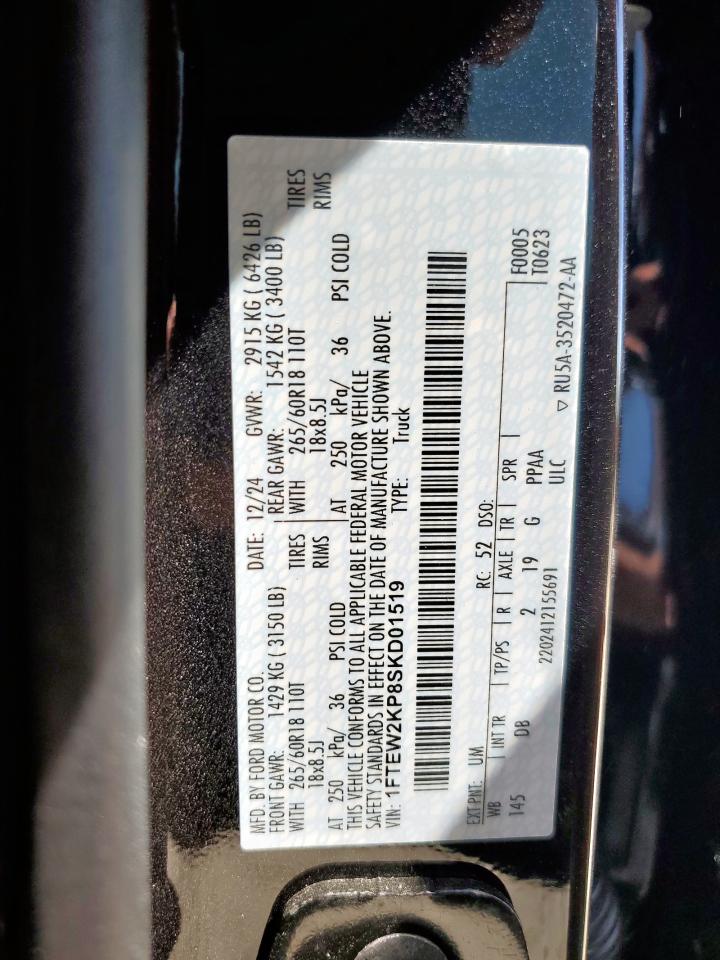 MFD. BY FORD MOTOR CO. DATE: 12/24 GVWR: 2915 KG ( 6426 LB)
FRONT GAWR: 1429 KG ( 3150 LB) REAR GAWR: 1542 KG ( 3400 LB)
WITH 265/60R18 110T TIRES WITH 265/60R18 110T TIRES
18x8.5J RIMS 18x8.5J RIMS
AT 250 kPa/ 36 PSI COLD AT 250 kPa/ 36 PSI COLD
THIS VEHICLE CONFORMS TO ALL APPLICABLE FEDERAL MOTOR VEHICLE
SAFETY STANDARDS IN EFFECT ON THE DATE OF MANUFACTURE SHOWN ABOVE.
VIN: 1FTEW2KP8SKD01519 TYPE: Truck
EXT PNT: UM RC: 52 DSO:
WB INT TR TP/PS R AXLE TR SPR
145 DB 2 19 G PPAA F0005
ULC T0623
2202412155691
▽ RU5A-3520472-AA